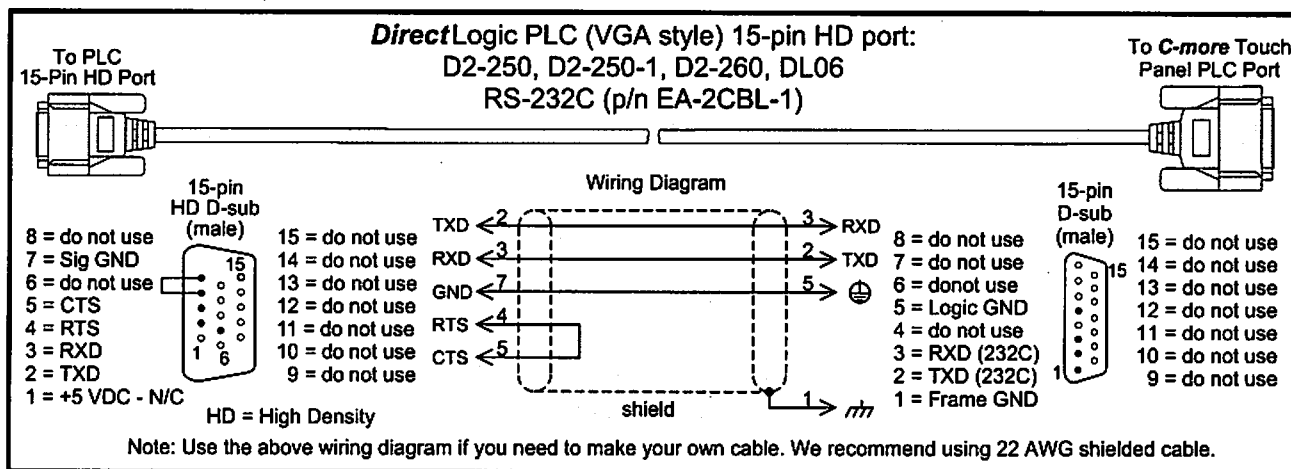 DirectLogic PLC (VGA style) 15-pin HD port:
D2-250, D2-250-1, D2-260, DL06
RS-232C (p/n EA-2CBL-1)
To PLC
15-Pin HD Port
To C-more Touch
Panel PLC Port
Wiring Diagram
15-pin
HD D-sub
(male)
8 = do not use
7 = Sig GND
6 = do not use
5 = CTS
4 = RTS
3 = RXD
2 = TXD
1 = +5 VDC - N/C
15
1
6
HD = High Density
15 = do not use
14 = do not use
13 = do not use
12 = do not use
11 = do not use
10 = do not use
9 = do not use
TXD 2 3 RXD
RXD 3 2 TXD
GND 7 5
RTS 4
CTS 5
shield
1
8 = do not use
7 = do not use
6 = donot use
5 = Logic GND
4 = do not use
3 = RXD (232C)
2 = TXD (232C)
1 = Frame GND
15-pin
D-sub
(male)
15
1
15 = do not use
14 = do not use
13 = do not use
12 = do not use
11 = do not use
10 = do not use
9 = do not use
Note: Use the above wiring diagram if you need to make your own cable. We recommend using 22 AWG shielded cable.